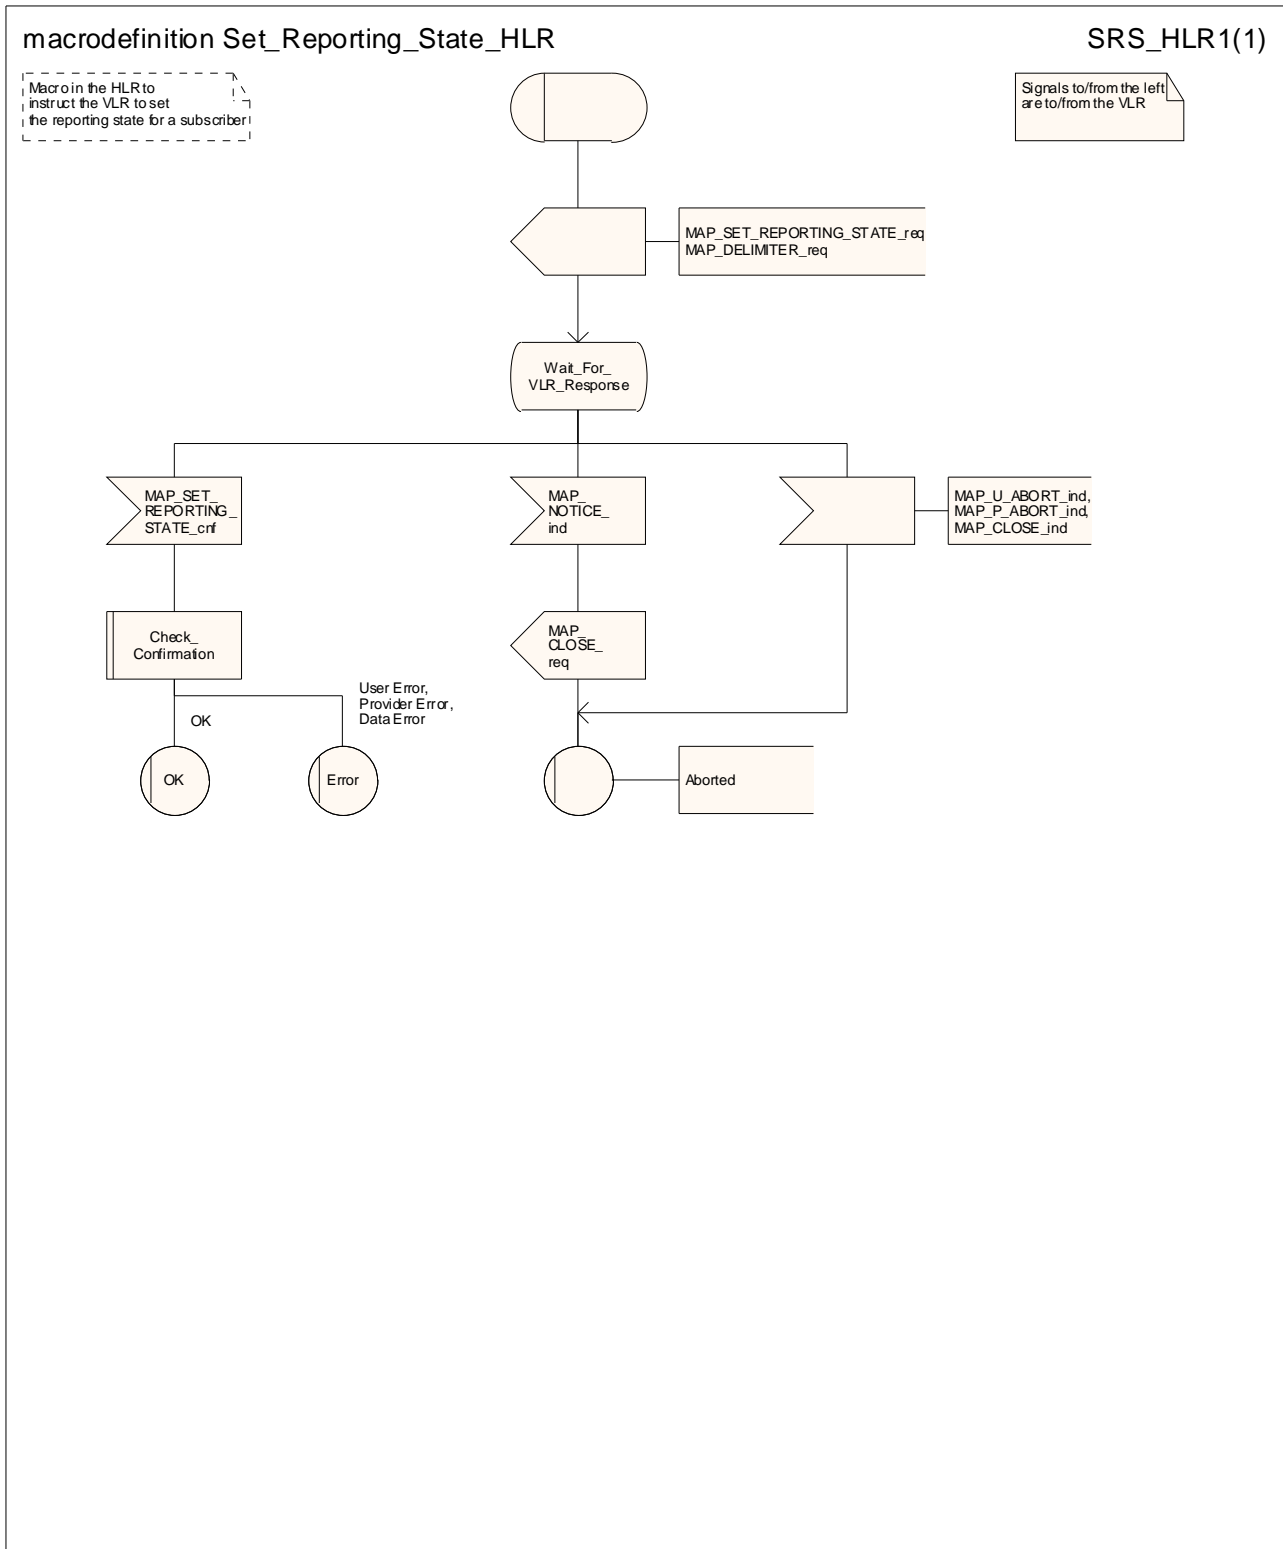 macrodefinition Set_Reporting_State_HLR
SRS_HLR1(1)
Macro in the HLR to
instruct the VLR to set
the reporting state for a subscriber
Signals to/from the left
are to/from the VLR
MAP_SET_REPORTING_STATE_req
MAP_DELIMITER_req
Wait_For_
VLR_Response
MAP_SET_
REPORTING_
STATE_cnf
MAP_
NOTICE_
ind
MAP_U_ABORT_ind,
MAP_P_ABORT_ind,
MAP_CLOSE_ind
Check_
Confirmation
MAP_
CLOSE_
req
User Error,
Provider Error,
Data Error
OK
OK
Error
Aborted